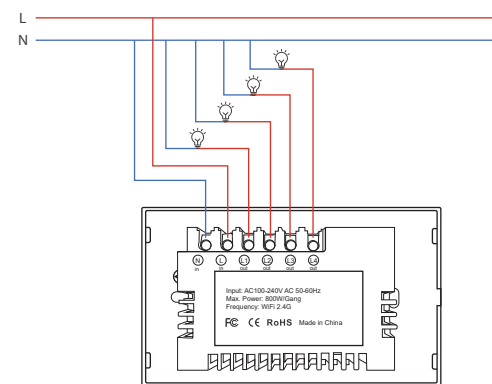 L
N
N L L1 L2 L3 L4
in in out out out out
Input: AC100-240V AC 50-60Hz
Max. Power: 800W/Gang
Frequency: WiFi 2.4G
FC CE RoHS Made in China